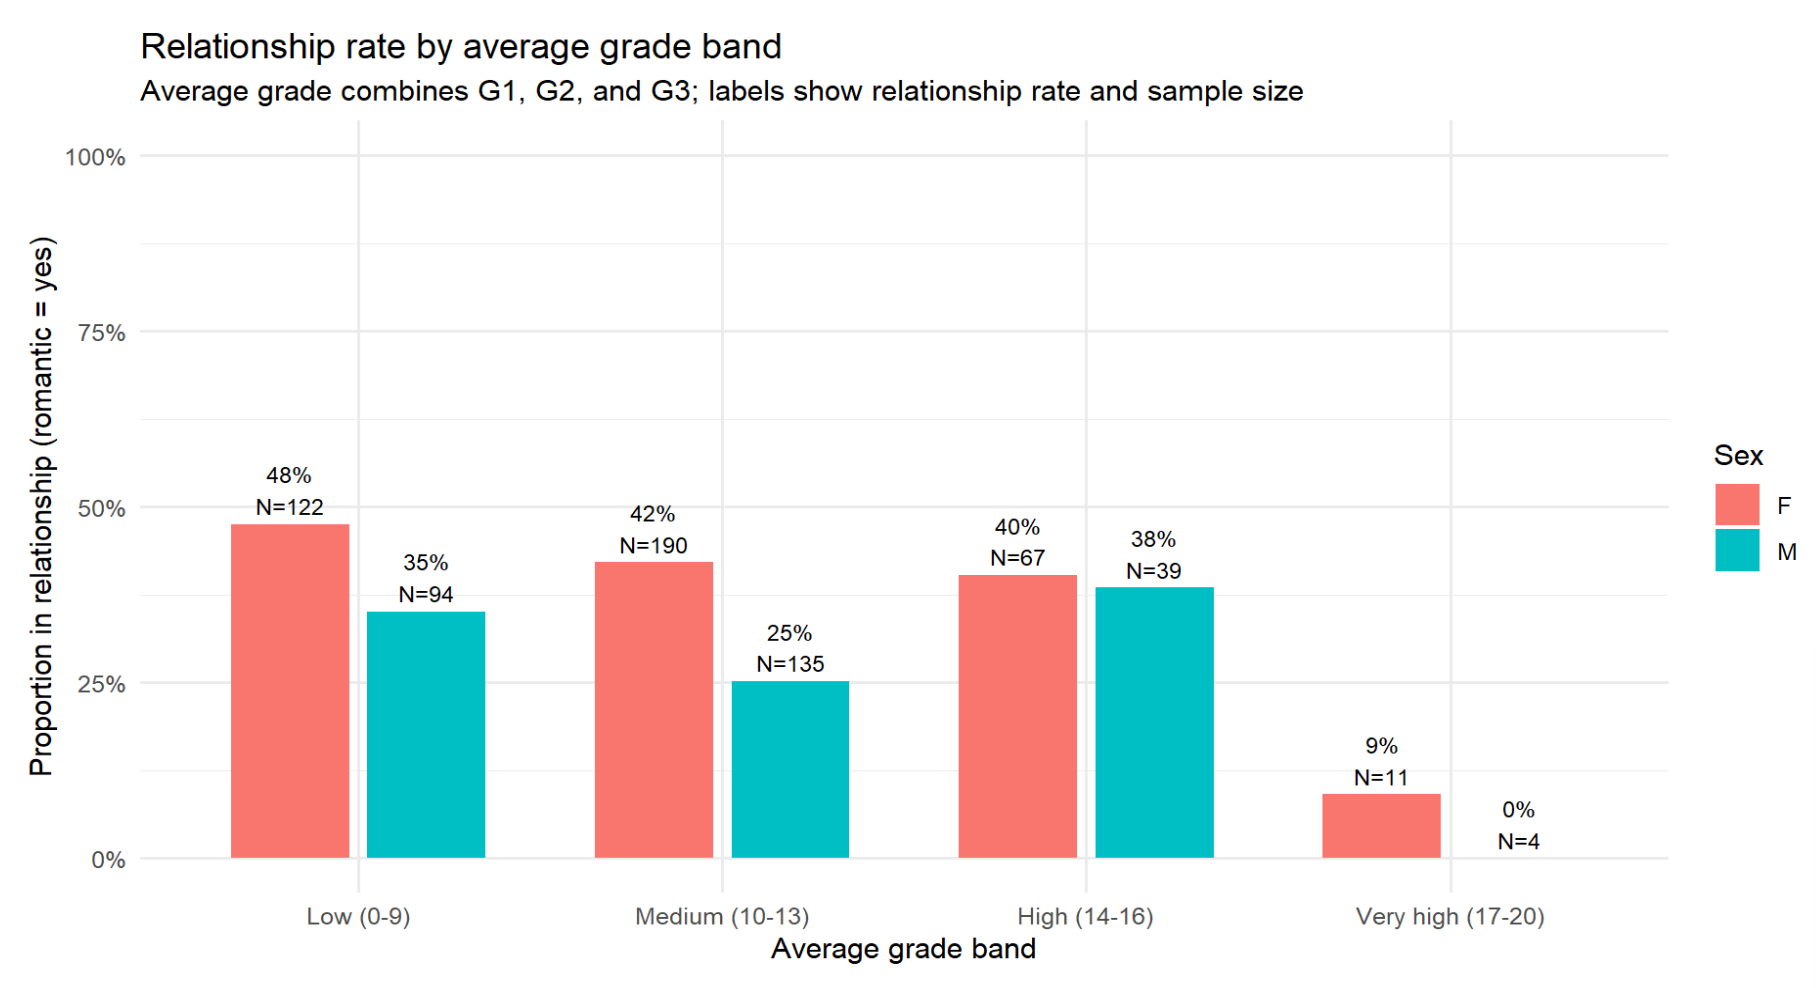 Relationship rate by average grade band
Average grade combines G1, G2, and G3; labels show relationship rate and sample size
Proportion in relationship (romantic = yes)
100%
75%
50%
25%
0%
48%
N=122
35%
N=94
42%
N=190
25%
N=135
40%
N=67
38%
N=39
9%
N=11
0%
N=4
Low (0-9)
Medium (10-13)
High (14-16)
Very high (17-20)
Average grade band
Sex
F
M